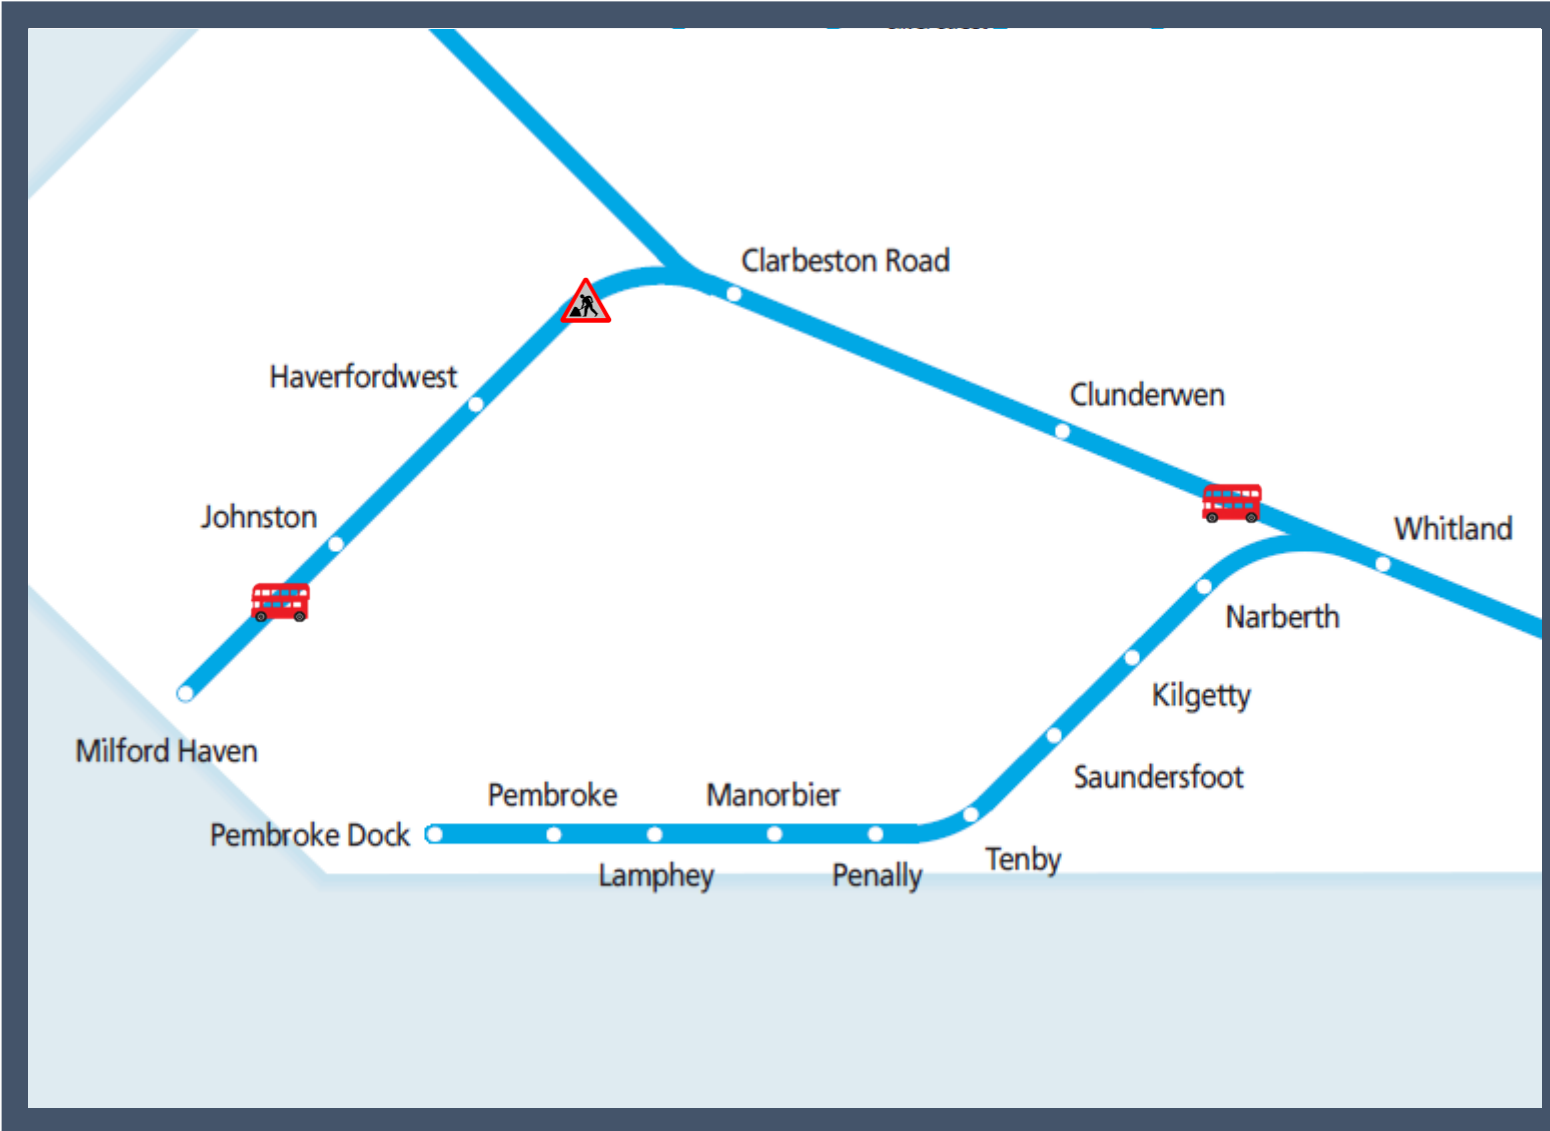 Clarbeston Road
Haverfordwest
Clunderwen
Johnston
Whitland
Narberth
Kilgetty
Milford Haven
Saundersfoot
Pembroke
Manorbier
Pembroke Dock
Tenby
Lamphey
Penally